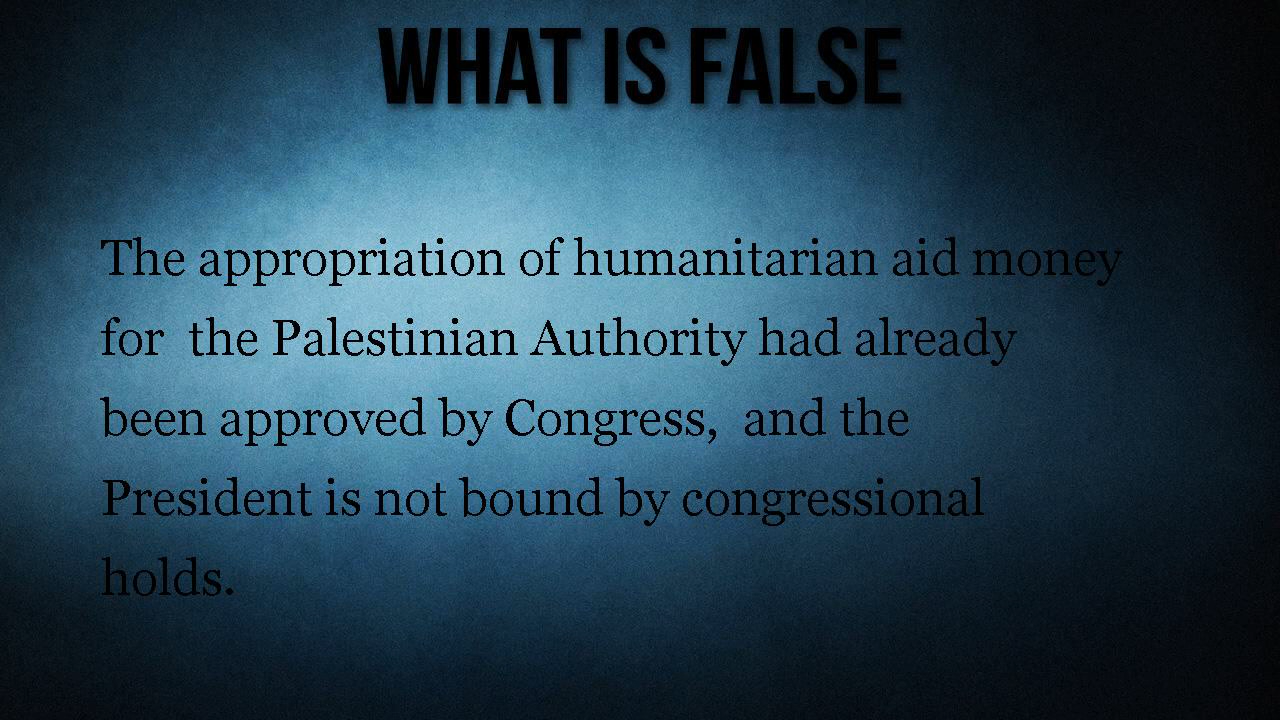 WHAT IS FALSE
The appropriation of humanitarian aid money
for  the Palestinian Authority had already
been approved by Congress,  and the
President is not bound by congressional
holds.